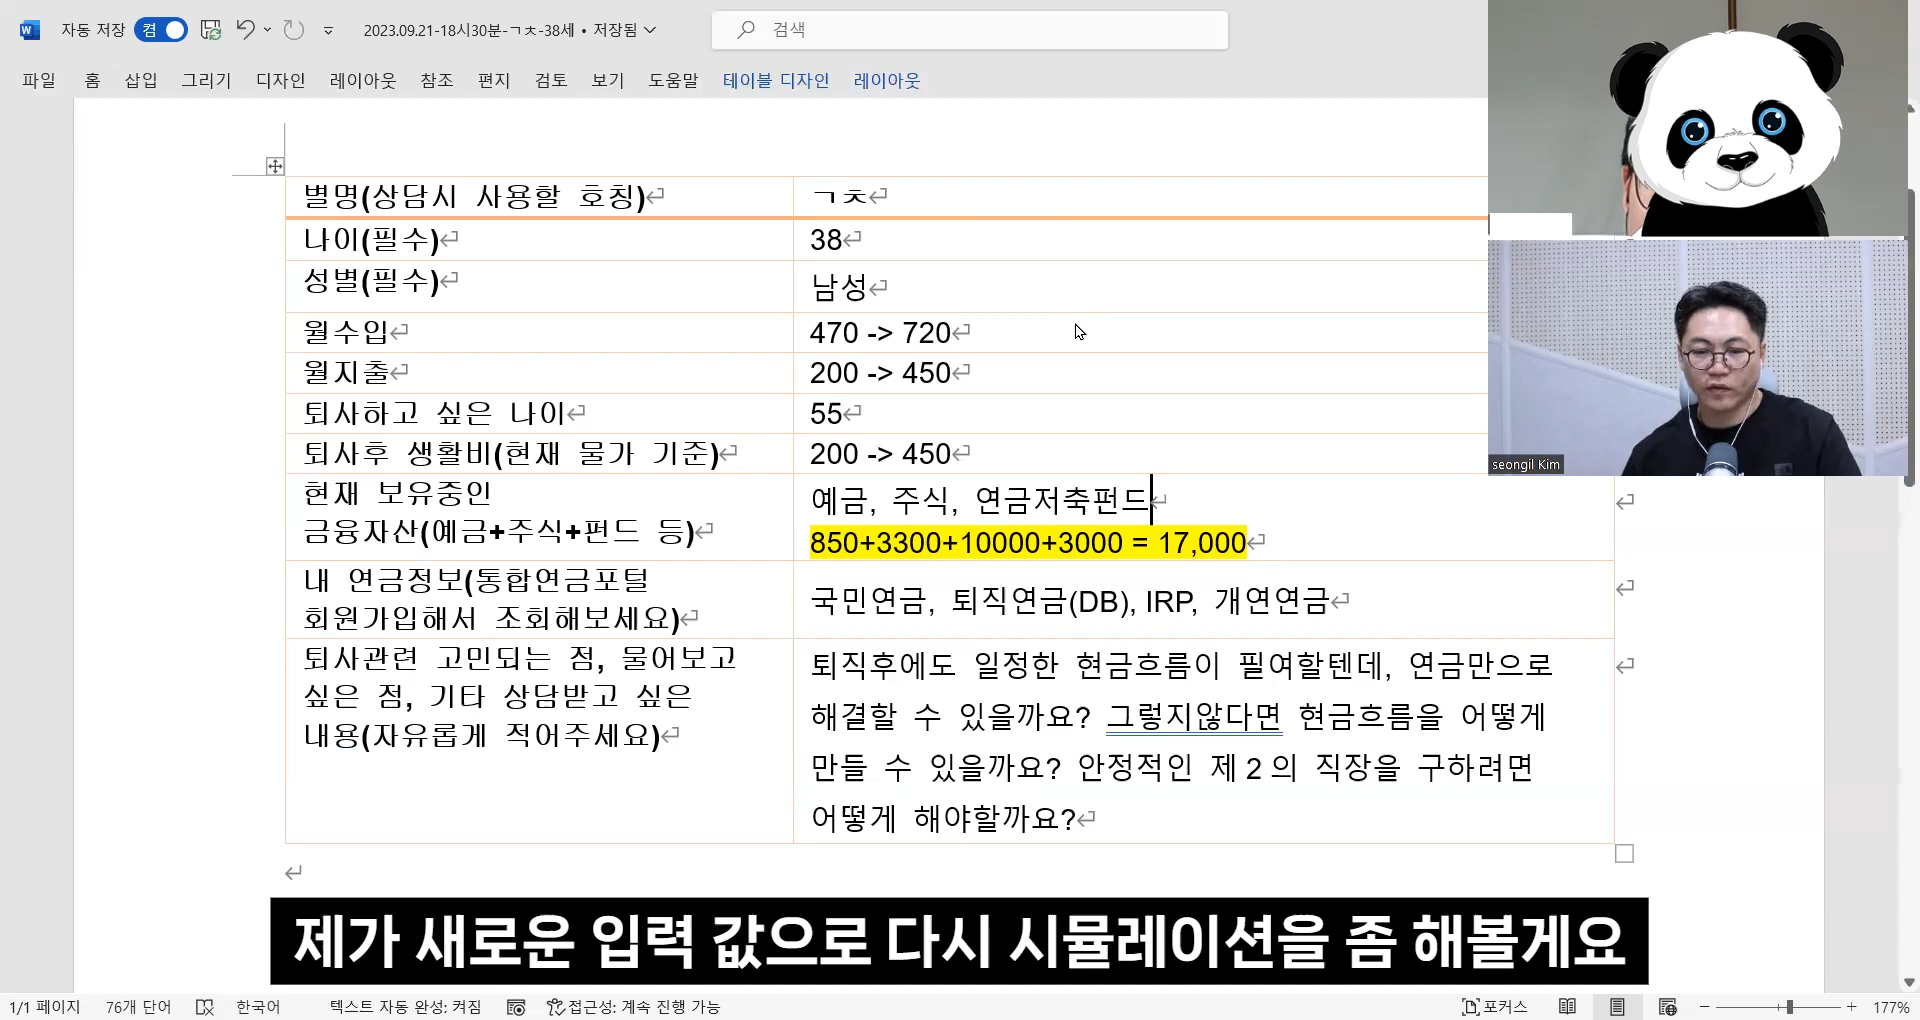 자동 저장 켬 2023.09.21-18시30분-ㄱㅊ-38세 • 저장됨 검색
파일 홈 삽입 그리기 디자인 레이아웃 참조 편지 검토 보기 도움말 테이블 디자인 레이아웃
별명(상담시 사용할 호칭) ㄱㅊ
나이(필수) 38
성별(필수) 남성
월수입 470 -> 720
월지출 200 -> 450
퇴사하고 싶은 나이 55
퇴사후 생활비(현재 물가 기준) 200 -> 450
seongil Kim
현재 보유중인
금융자산(예금+주식+펀드 등)
예금, 주식, 연금저축펀드
850+3300+10000+3000 = 17,000
내 연금정보(통합연금포털
회원가입해서 조회해보세요)
국민연금, 퇴직연금(DB), IRP, 개연연금
퇴사관련 고민되는 점, 물어보고
싶은 점, 기타 상담받고 싶은
내용(자유롭게 적어주세요)
퇴직후에도 일정한 현금흐름이 필여할텐데, 연금만으로
해결할 수 있을까요? 그렇지않다면 현금흐름을 어떻게
만들 수 있을까요? 안정적인 제2의 직장을 구하려면
어떻게 해야할까요?
제가 새로운 입력 값으로 다시 시뮬레이션을 좀 해볼게요
1/1 페이지 76개 단어 한국어 텍스트 자동 완성: 켜짐 접근성: 계속 진행 가능 포커스 177%